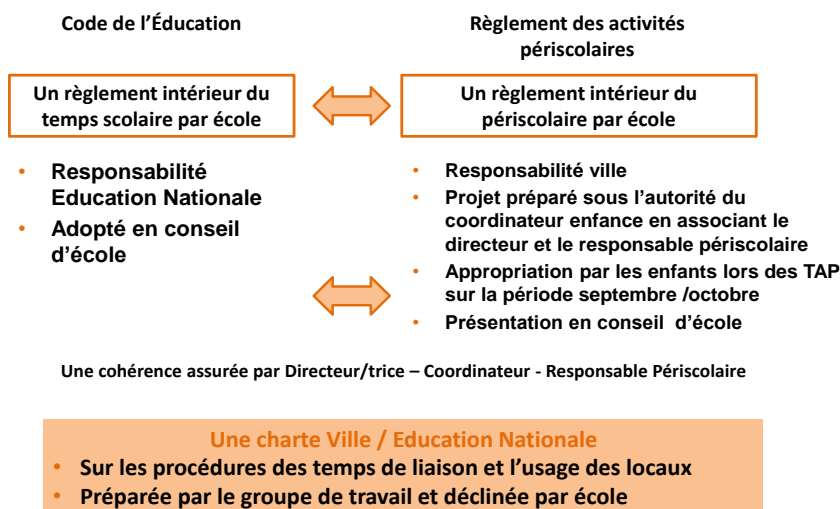 Code de l'Éducation
Un règlement intérieur du
temps scolaire par école
• Responsabilité
Education Nationale
• Adopté en conseil
d'école
Règlement des activités
périscolaires
Un règlement intérieur du
périscolaire par école
• Responsabilité ville
• Projet préparé sous l'autorité du
coordinateur enfance en associant le
directeur et le responsable périscolaire
• Appropriation par les enfants lors des TAP
sur la période septembre /octobre
• Présentation en conseil d'école
Une cohérence assurée par Directeur/trice – Coordinateur - Responsable Périscolaire
Une charte Ville / Education Nationale
• Sur les procédures des temps de liaison et l'usage des locaux
• Préparée par le groupe de travail et déclinée par école